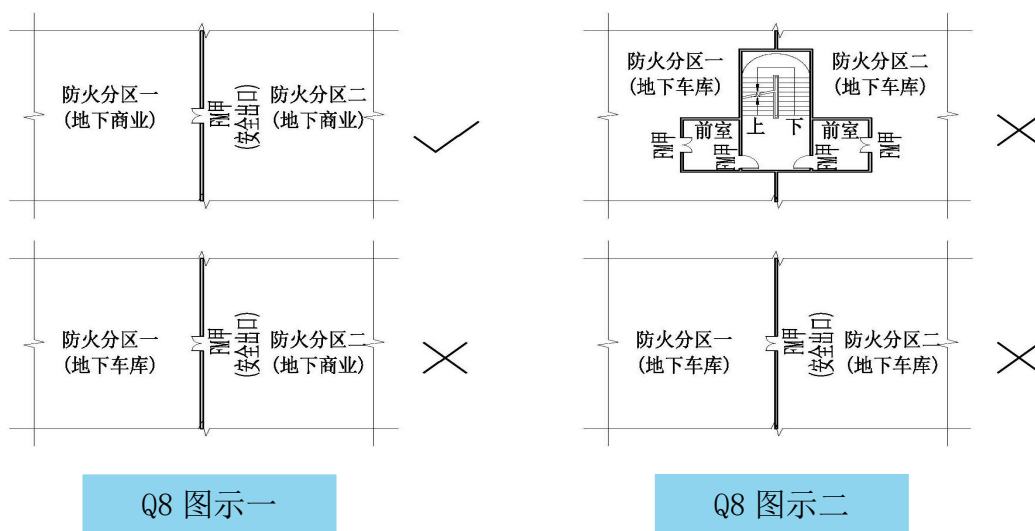 防火分区一
(地下商业)
FM甲
(安全出口)
防火分区二
(地下商业)
防火分区一
(地下车库)
防火分区二
(地下车库)
前室
上
下
前室
FM甲
FM甲
FM甲
FM甲
防火分区一
(地下车库)
FM甲
(安全出口)
防火分区二
(地下商业)
防火分区一
(地下车库)
FM甲
(安全出口)
防火分区二
(地下车库)
Q8 图示一
Q8 图示二